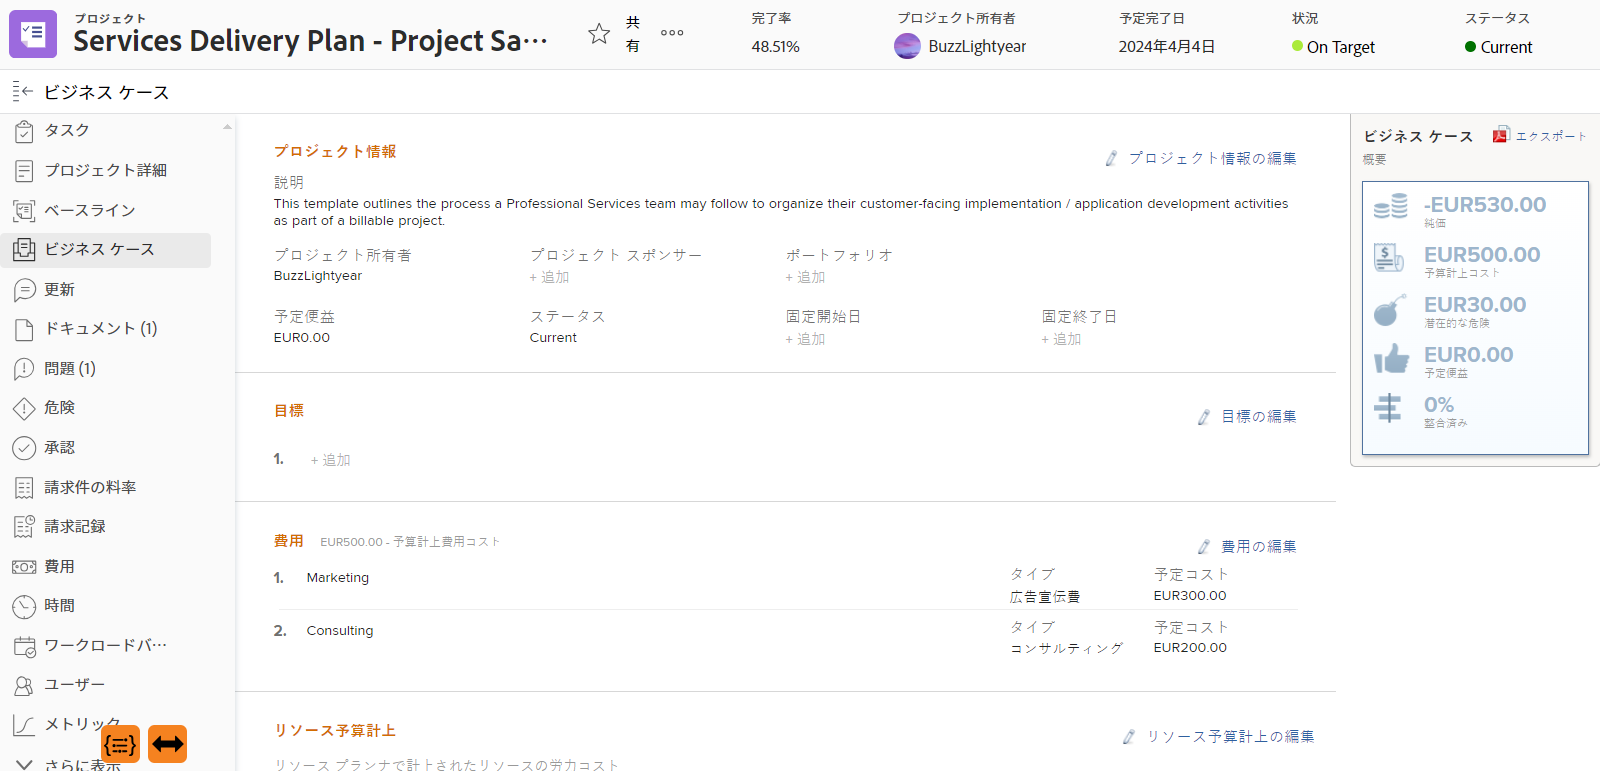 プロジェクト
Services Delivery Plan - Project Sa⋯
共有
完了率
48.51%
プロジェクト所有者
BuzzLightyear
予定完了日
2024年4月4日
状況
On Target
ステータス
Current
ビジネス ケース
タスク
プロジェクト詳細
ベースライン
ビジネス ケース
更新
ドキュメント (1)
問題 (1)
危険
承認
請求件の料率
請求記録
費用
時間
ワークロードバ⋯
ユーザー
メトリック
さらに表示
プロジェクト情報
プロジェクト情報の編集
説明
This template outlines the process a Professional Services team may follow to organize their customer-facing implementation / application development activities
as part of a billable project.
プロジェクト所有者
BuzzLightyear
プロジェクト スポンサー
+ 追加
ポートフォリオ
+ 追加
予定便益
EUR0.00
ステータス
Current
固定開始日
+ 追加
固定終了日
+ 追加
目標
目標の編集
1. + 追加
費用 EUR500.00 - 予算計上費用コスト
費用の編集
1. Marketing
タイプ
広告宣伝費
予定コスト
EUR300.00
2. Consulting
タイプ
コンサルティング
予定コスト
EUR200.00
リソース予算計上
リソース予算計上の編集
リソース プランナで計上されたリソースの労力コスト
ビジネス ケース
エクスポート
概要
-EUR530.00
純価
EUR500.00
予算計上コスト
EUR30.00
潜在的な危険
EUR0.00
予定便益
0%
整合済み